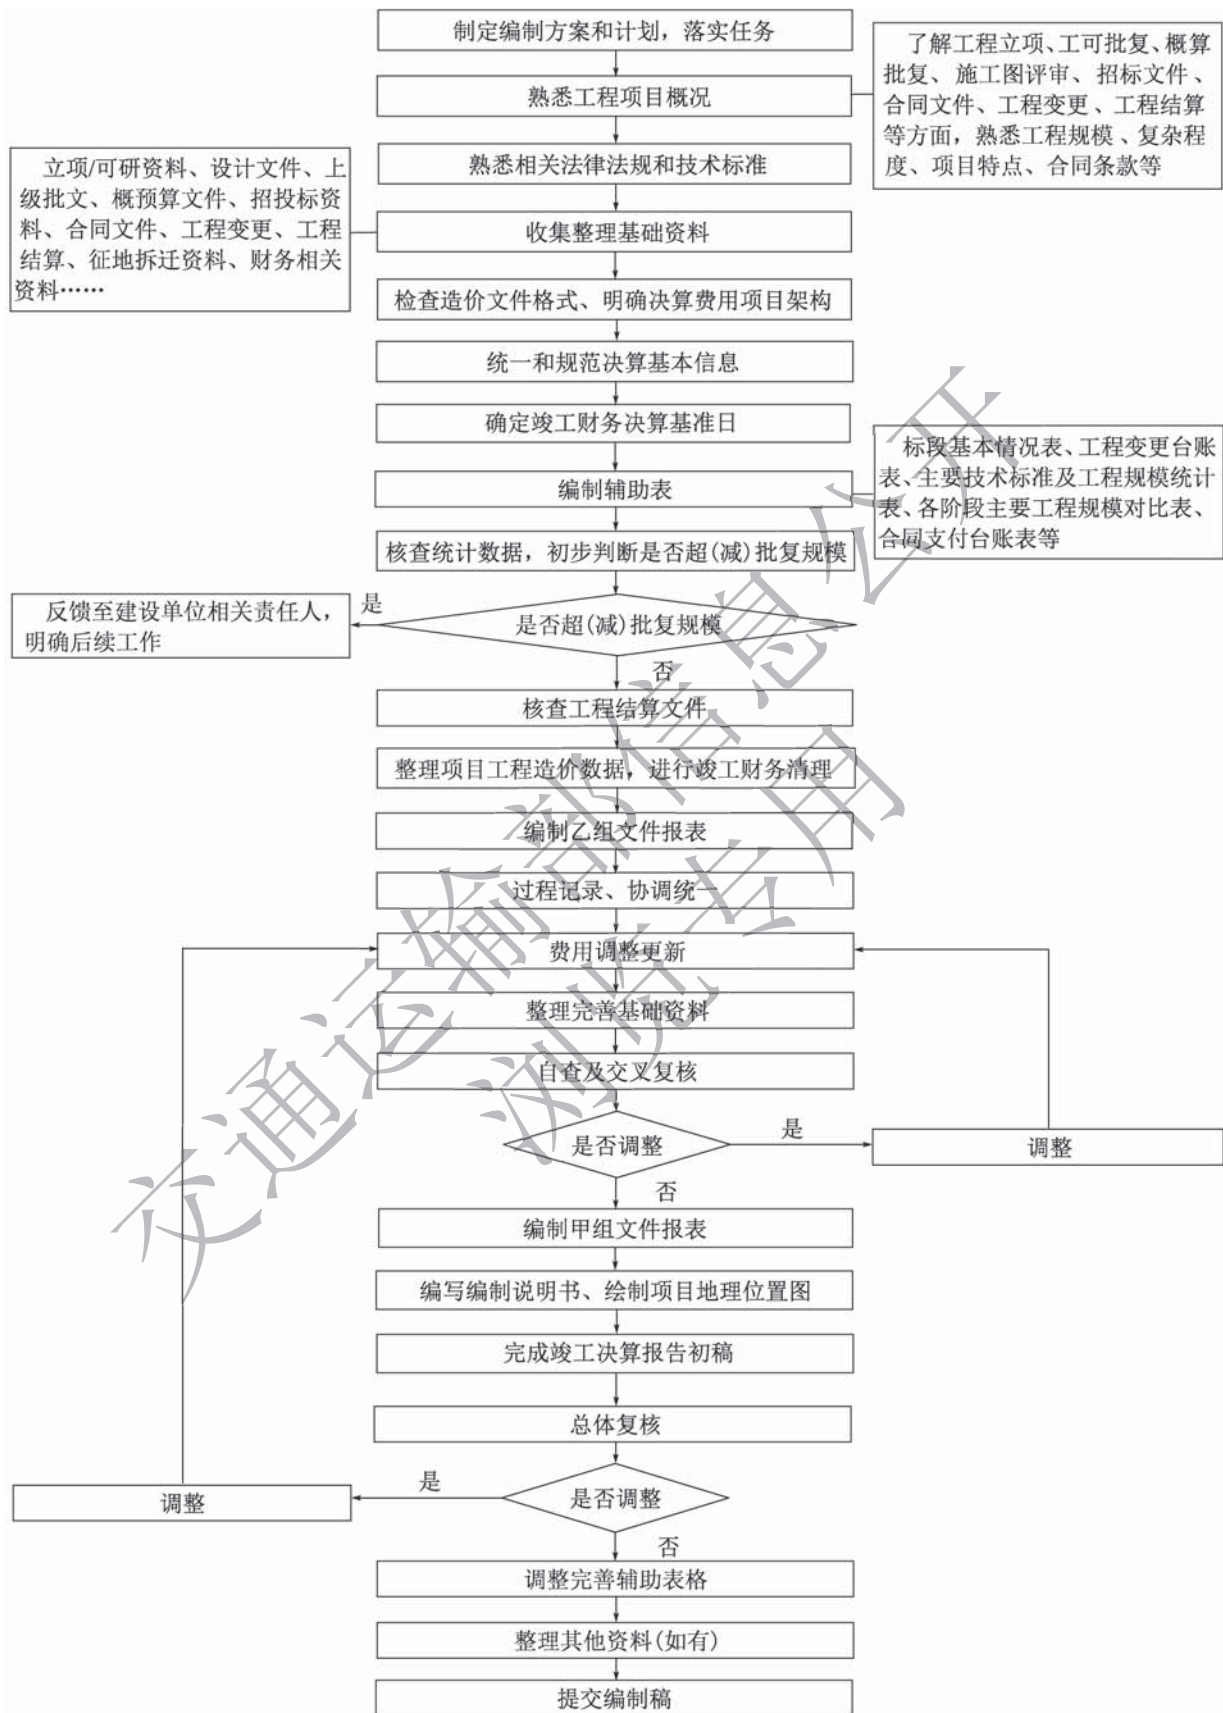 制定编制方案和计划，落实任务
了解工程立项、工可批复、概算
批复、施工图评审、招标文件、
合同文件、工程变更、工程结算
等方面，熟悉工程规模、复杂程
度、项目特点、合同条款等
熟悉工程项目概况
熟悉相关法律法规和技术标准
立项/可研资料、设计文件、上
级批文、概预算文件、招投标资
料、合同文件、工程变更、工程
结算、征地拆迁资料、财务相关
资料……
收集整理基础资料
检查造价文件格式、明确决算费用项目架构
统一和规范决算基本信息
确定竣工财务决算基准日
标段基本情况表、工程变更台账
表、主要技术标准及工程规模统计
表、各阶段主要工程规模对比表、
合同支付台账表等
编制辅助表
核查统计数据，初步判断是否超(减)批复规模
是否超(减)批复规模
是
反馈至建设单位相关责任人，
明确后续工作
否
核查工程结算文件
整理项目工程造价数据，进行竣工财务清理
编制乙组文件报表
过程记录、协调统一
费用调整更新
整理完善基础资料
自查及交叉复核
是否调整
是
调整
否
编制甲组文件报表
编写编制说明书、绘制项目地理位置图
完成竣工决算报告初稿
总体复核
是否调整
是
调整
否
调整完善辅助表格
整理其他资料(如有)
提交编制稿
交通运输部信息公开
浏览专用